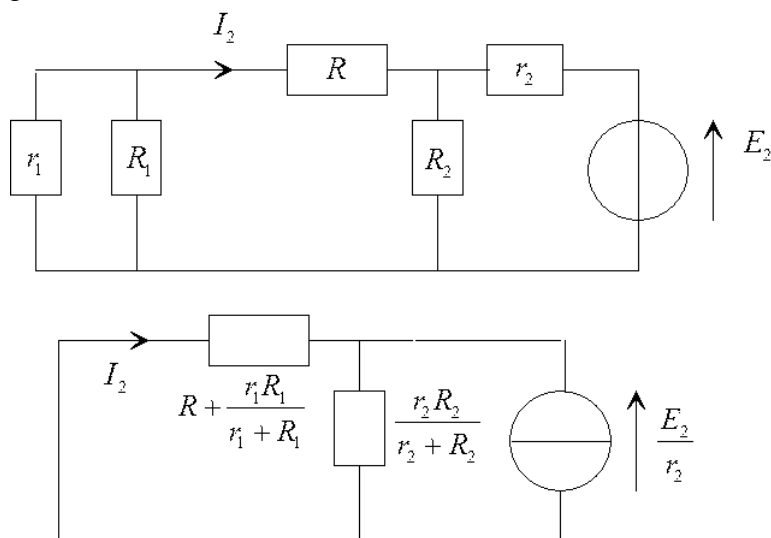 I₂
R
r₂
r₁
R₁
R₂
E₂
I₂
R + r₁R₁ / (r₁ + R₁)
r₂R₂ / (r₂ + R₂)
E₂ / r₂